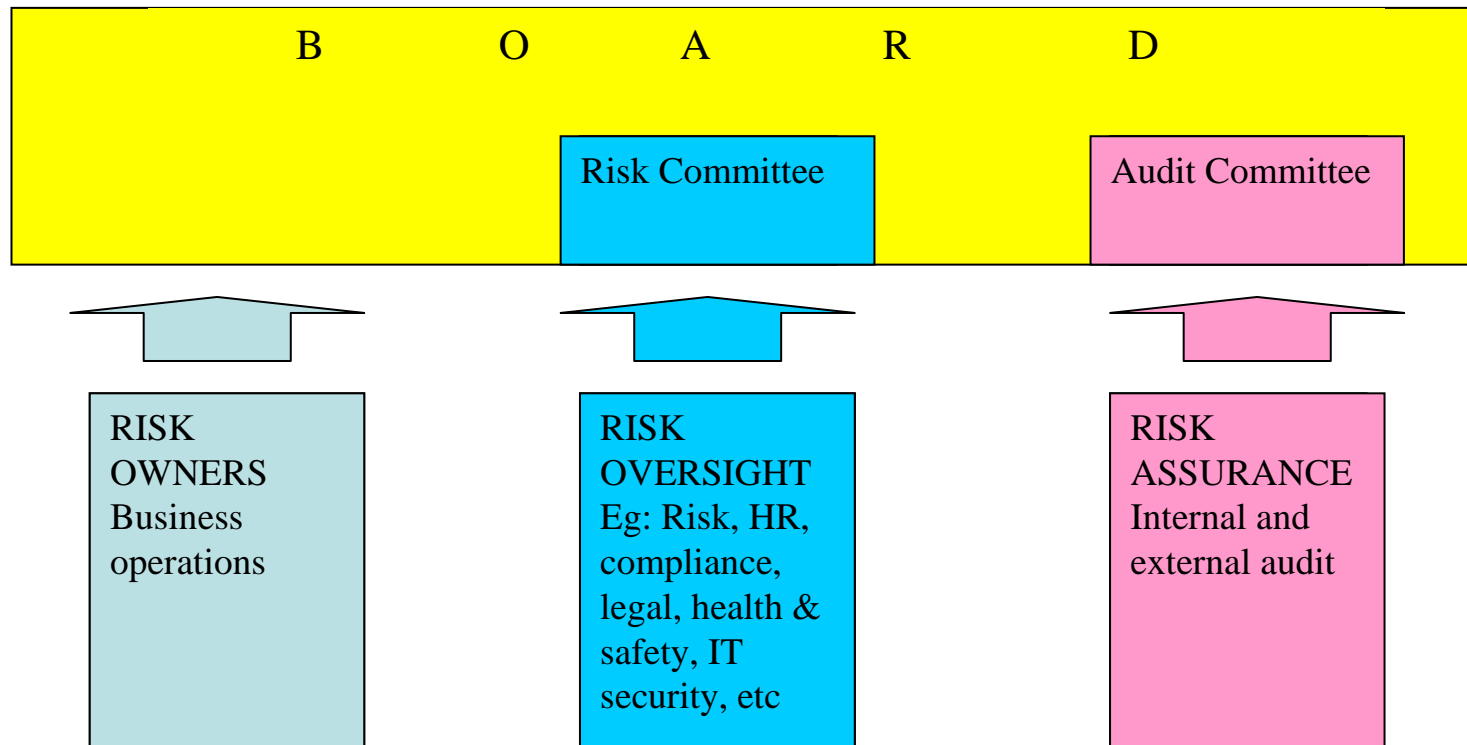 B O A R D
Risk Committee
Audit Committee
RISK
OWNERS
Business
operations
RISK
OVERSIGHT
Eg: Risk, HR,
compliance,
legal, health &
safety, IT
security, etc
RISK
ASSURANCE
Internal and
external audit